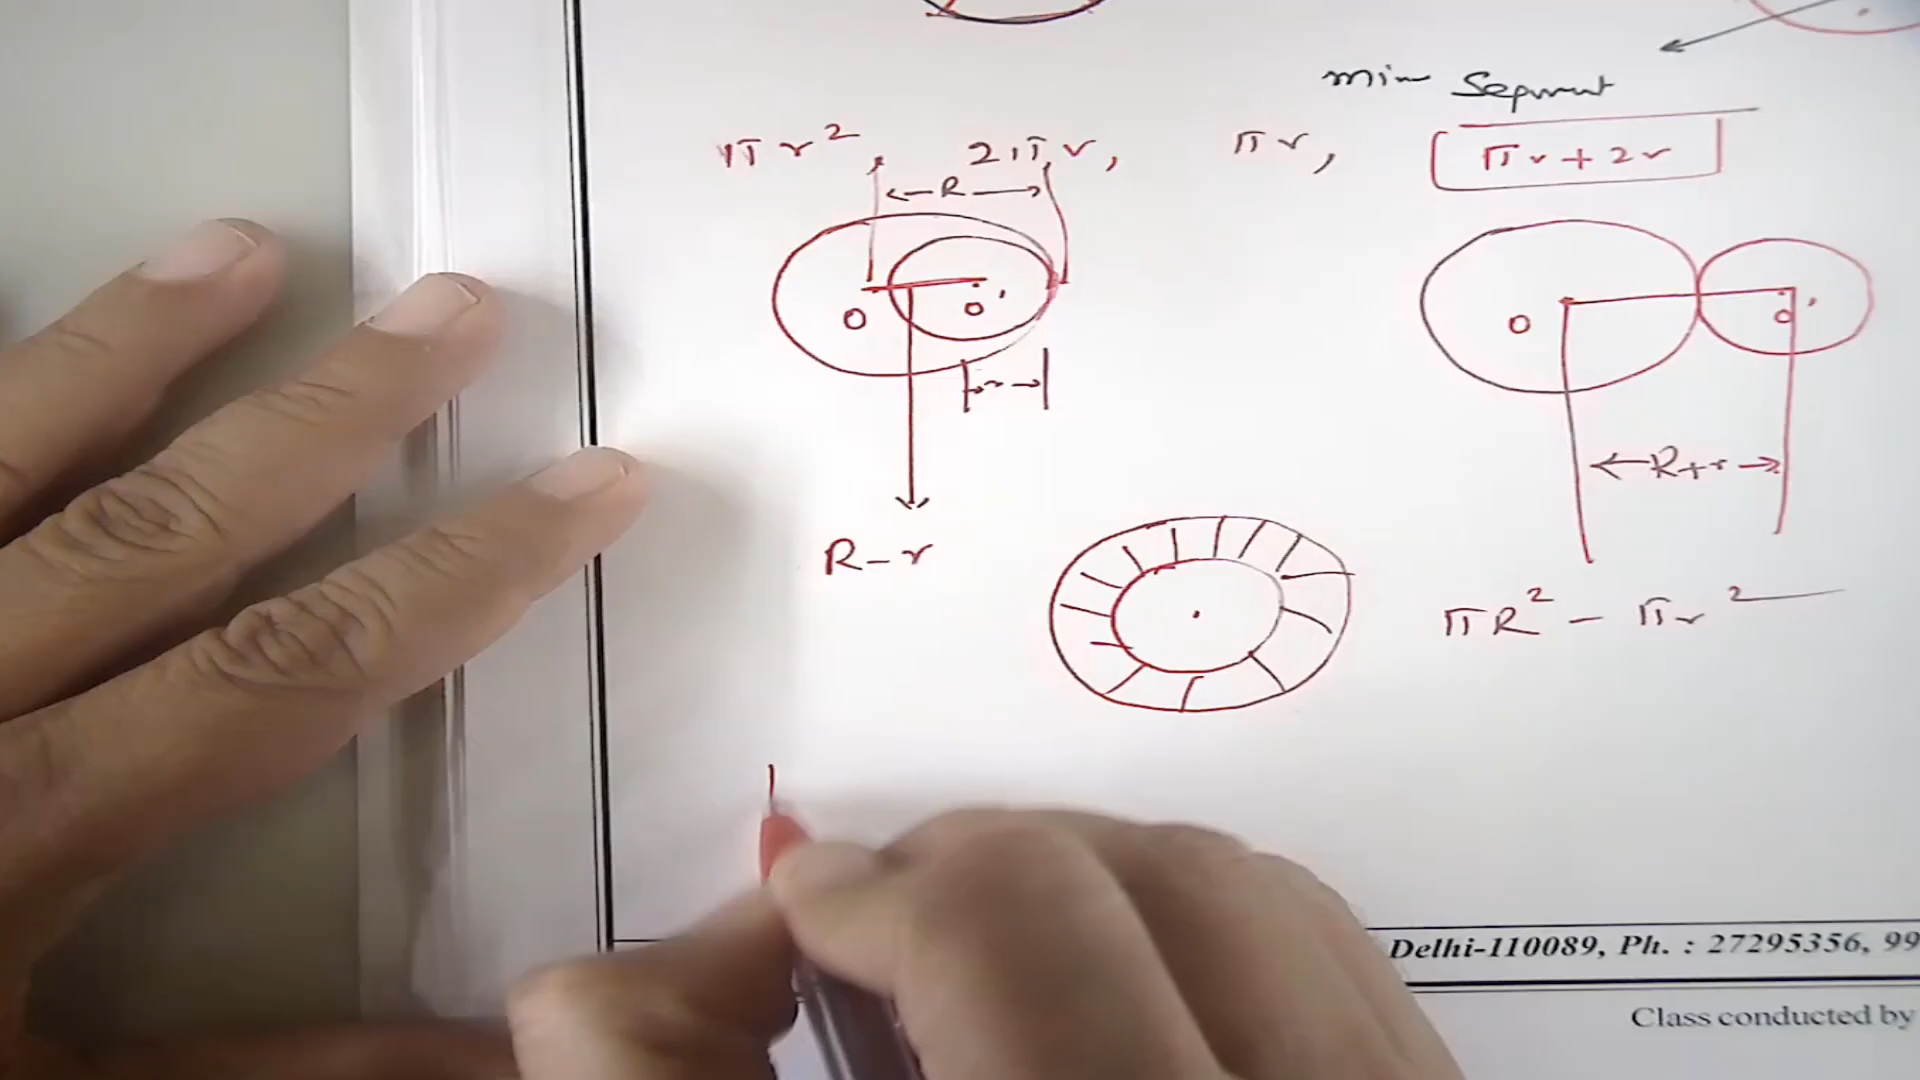 min Segment
πr², 2πr, πr, πr + 2r
R
O O'
r
O O'
R+r
R-r
πR² - πr²
Delhi-110089, Ph. : 27295356, 99
Class conducted by